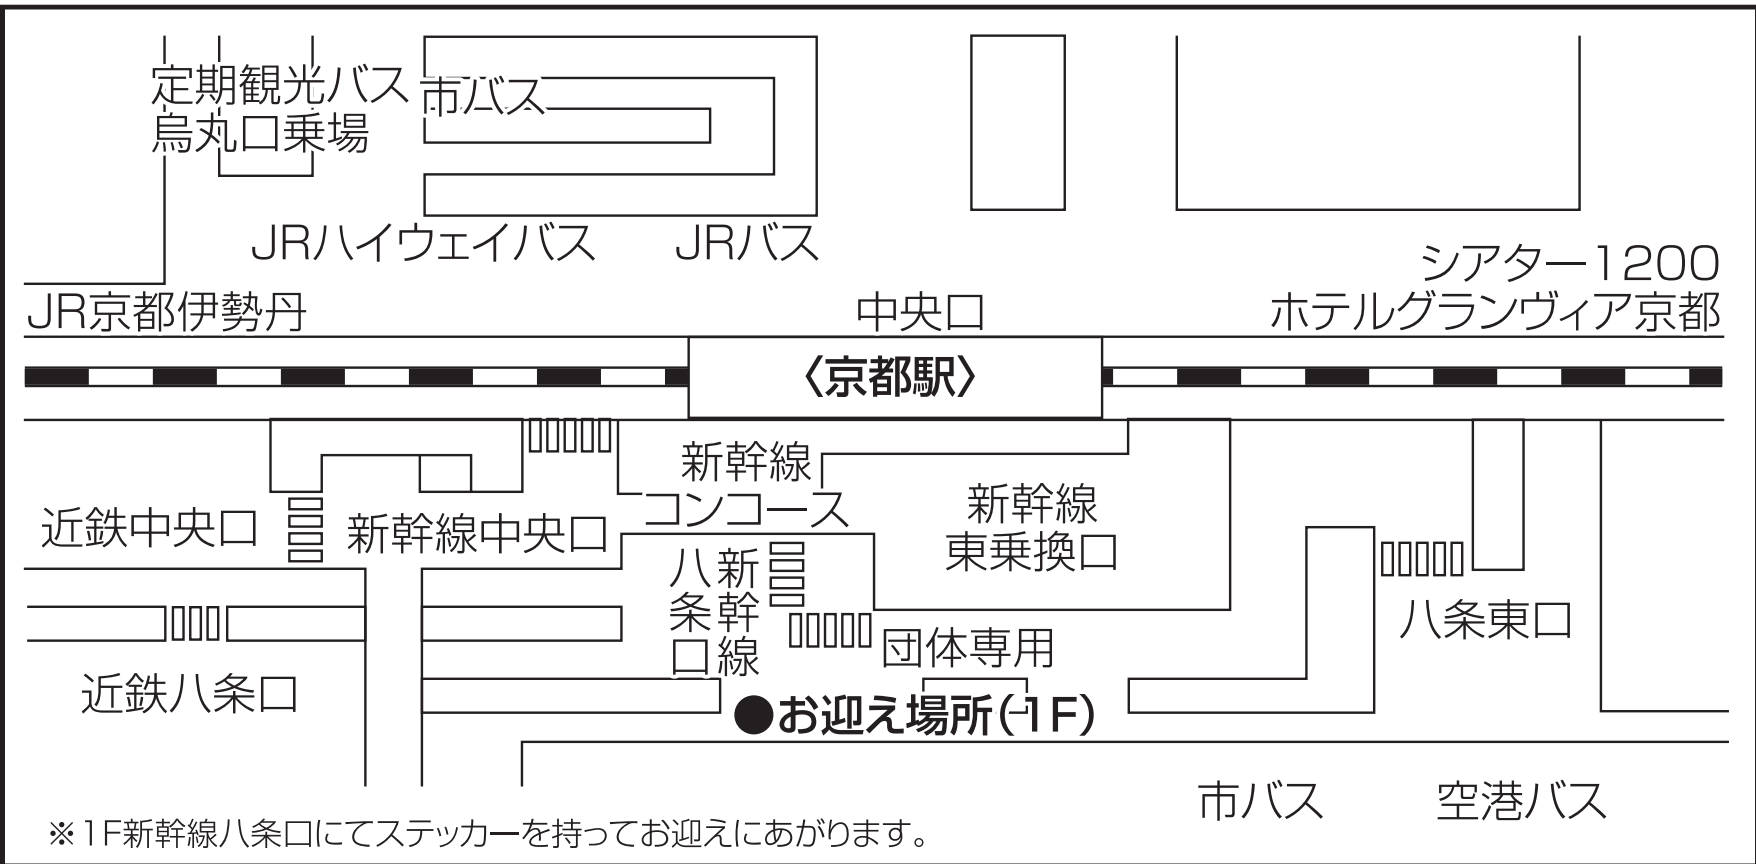 定期観光バス
烏丸口乗場
市バス
JRハイウェイバス
JRバス
シアター1200
JR京都伊勢丹
中央口
ホテルグランヴィア京都
〈京都駅〉
新幹線
コンコース
新幹線
東乗換口
近鉄中央口
新幹線中央口
新幹線
八条口
八条東口
団体専用
近鉄八条口
●お迎え場所(1F)
市バス
空港バス
※1F新幹線八条口にてステッカーを持ってお迎えにあがります。